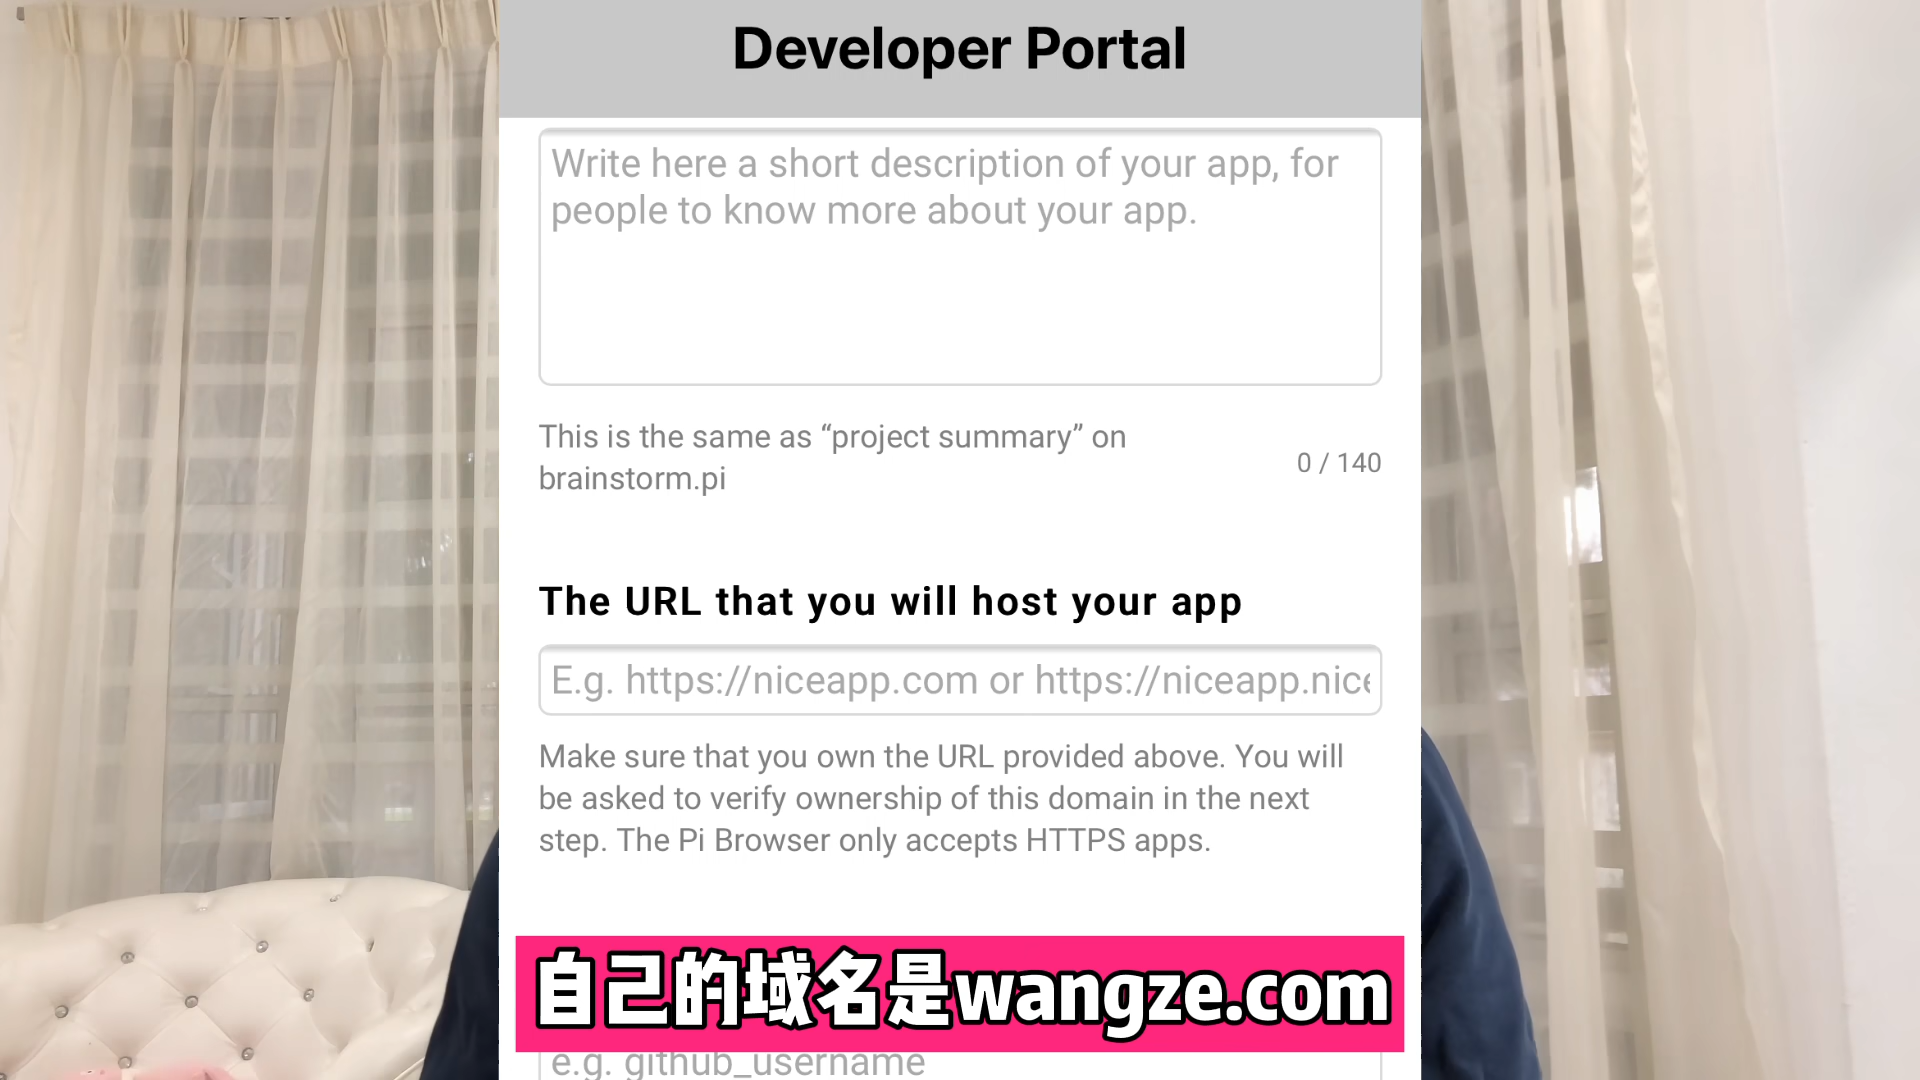 Developer Portal
Write here a short description of your app, for
people to know more about your app.
This is the same as “project summary” on
brainstorm.pi
0 / 140
The URL that you will host your app
E.g. https://niceapp.com or https://niceapp.nice
Make sure that you own the URL provided above. You will
be asked to verify ownership of this domain in the next
step. The Pi Browser only accepts HTTPS apps.
自己的域名是wangze.com
e.g. github_username